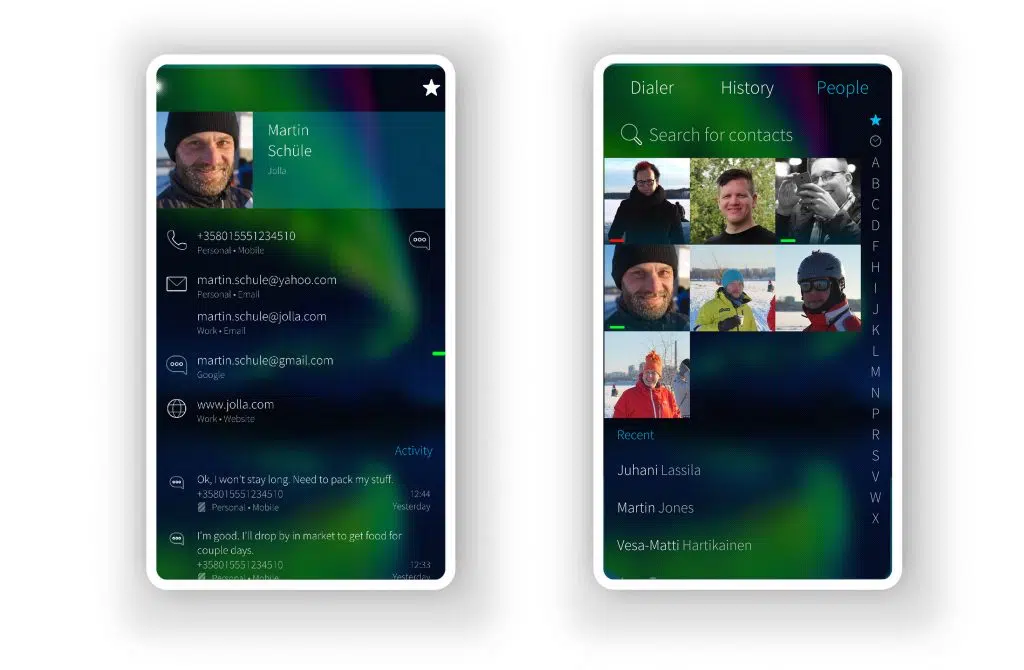 Martin
Schüle
Jolla
+358015551234510
Personal • Mobile
martin.schule@yahoo.com
Personal • Email
martin.schule@jolla.com
Work • Email
martin.schule@gmail.com
Google
www.jolla.com
Work • Website
Activity
Ok, I won't stay long. Need to pack my stuff.
+358015551234510 12:44
Personal • Mobile Yesterday
I'm good. I'll drop by in market to get food for
couple days.
+358015551234510 12:33
Personal • Mobile Yesterday
Dialer History People
Search for contacts
A
B
C
D
F
H
I
J
K
L
M
N
P
R
S
V
W
X
Recent
Juhani Lassila
Martin Jones
Vesa-Matti Hartikainen